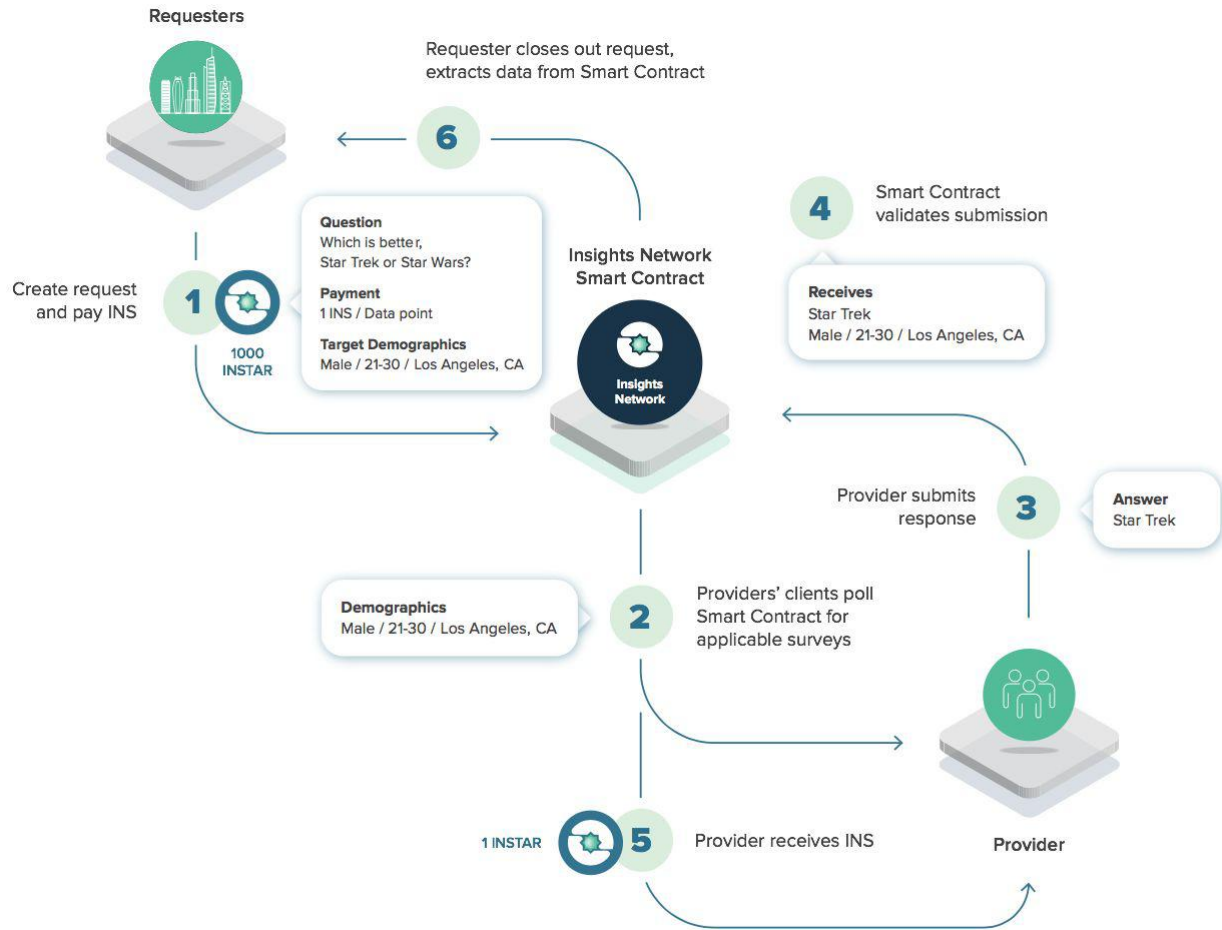 Requesters
Requester closes out request,
extracts data from Smart Contract
6
4
Smart Contract
validates submission
Question
Which is better,
Star Trek or Star Wars?
Payment
1 INS / Data point
Target Demographics
Male / 21-30 / Los Angeles, CA
Create request
and pay INS
1
1000
INSTAR
Insights Network
Smart Contract
Insights
Network
Receives
Star Trek
Male / 21-30 / Los Angeles, CA
Provider submits
response
3
Answer
Star Trek
Demographics
Male / 21-30 / Los Angeles, CA
2
Providers' clients poll
Smart Contract for
applicable surveys
1 INSTAR
5
Provider receives INS
Provider